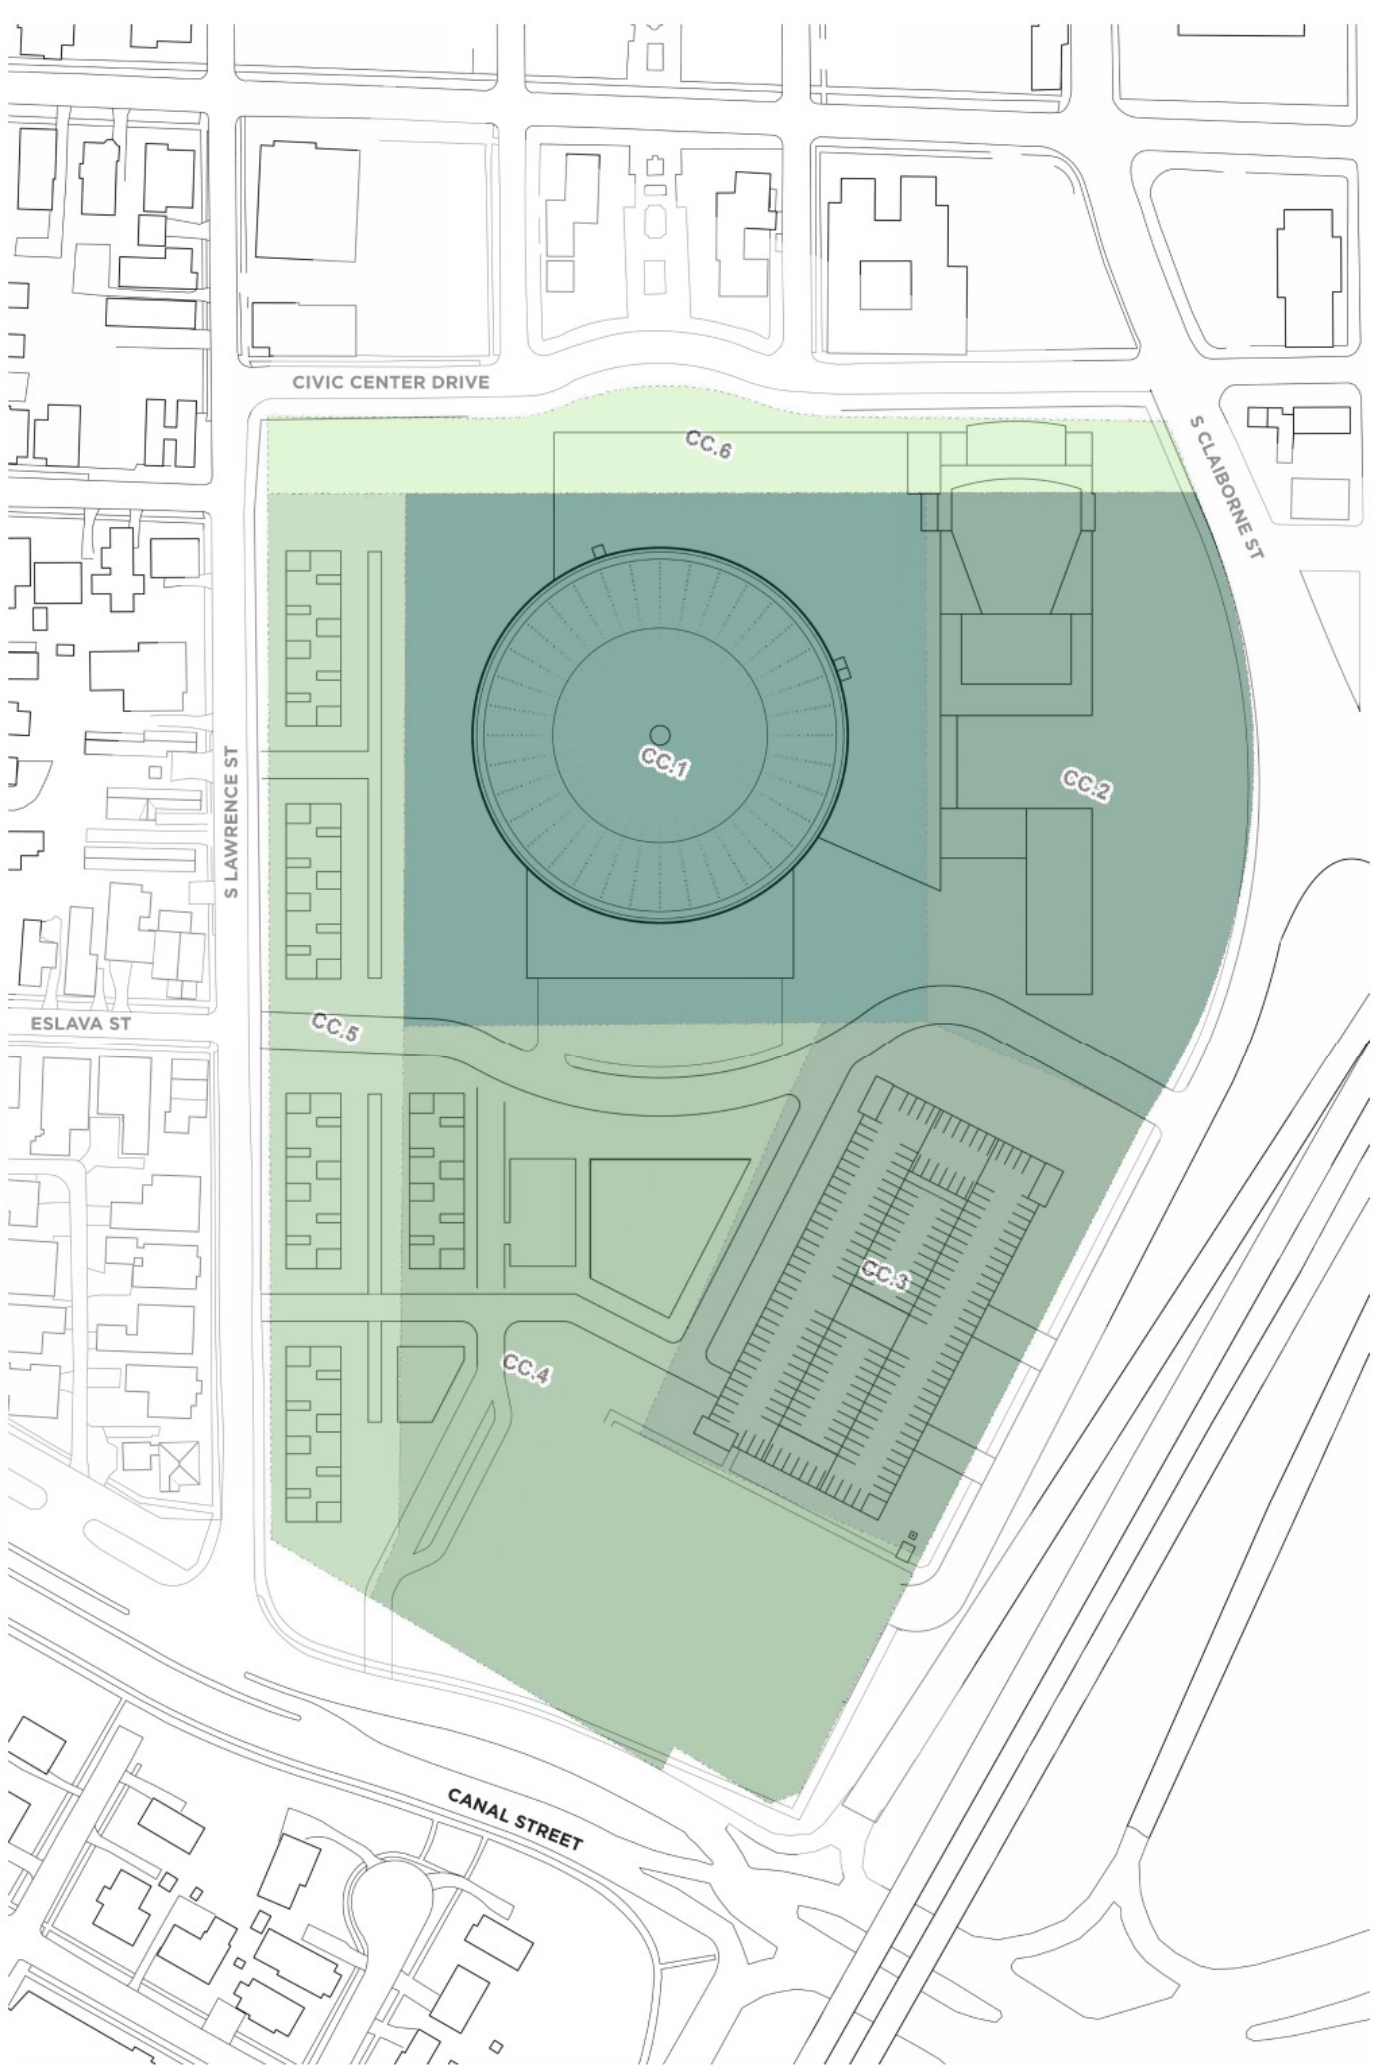 CIVIC CENTER DRIVE
CC.6
S CLAIBORNE ST
CC.1
CC.2
S LAWRENCE ST
ESLAVA ST
CC.5
CC.3
CC.4
CANAL STREET